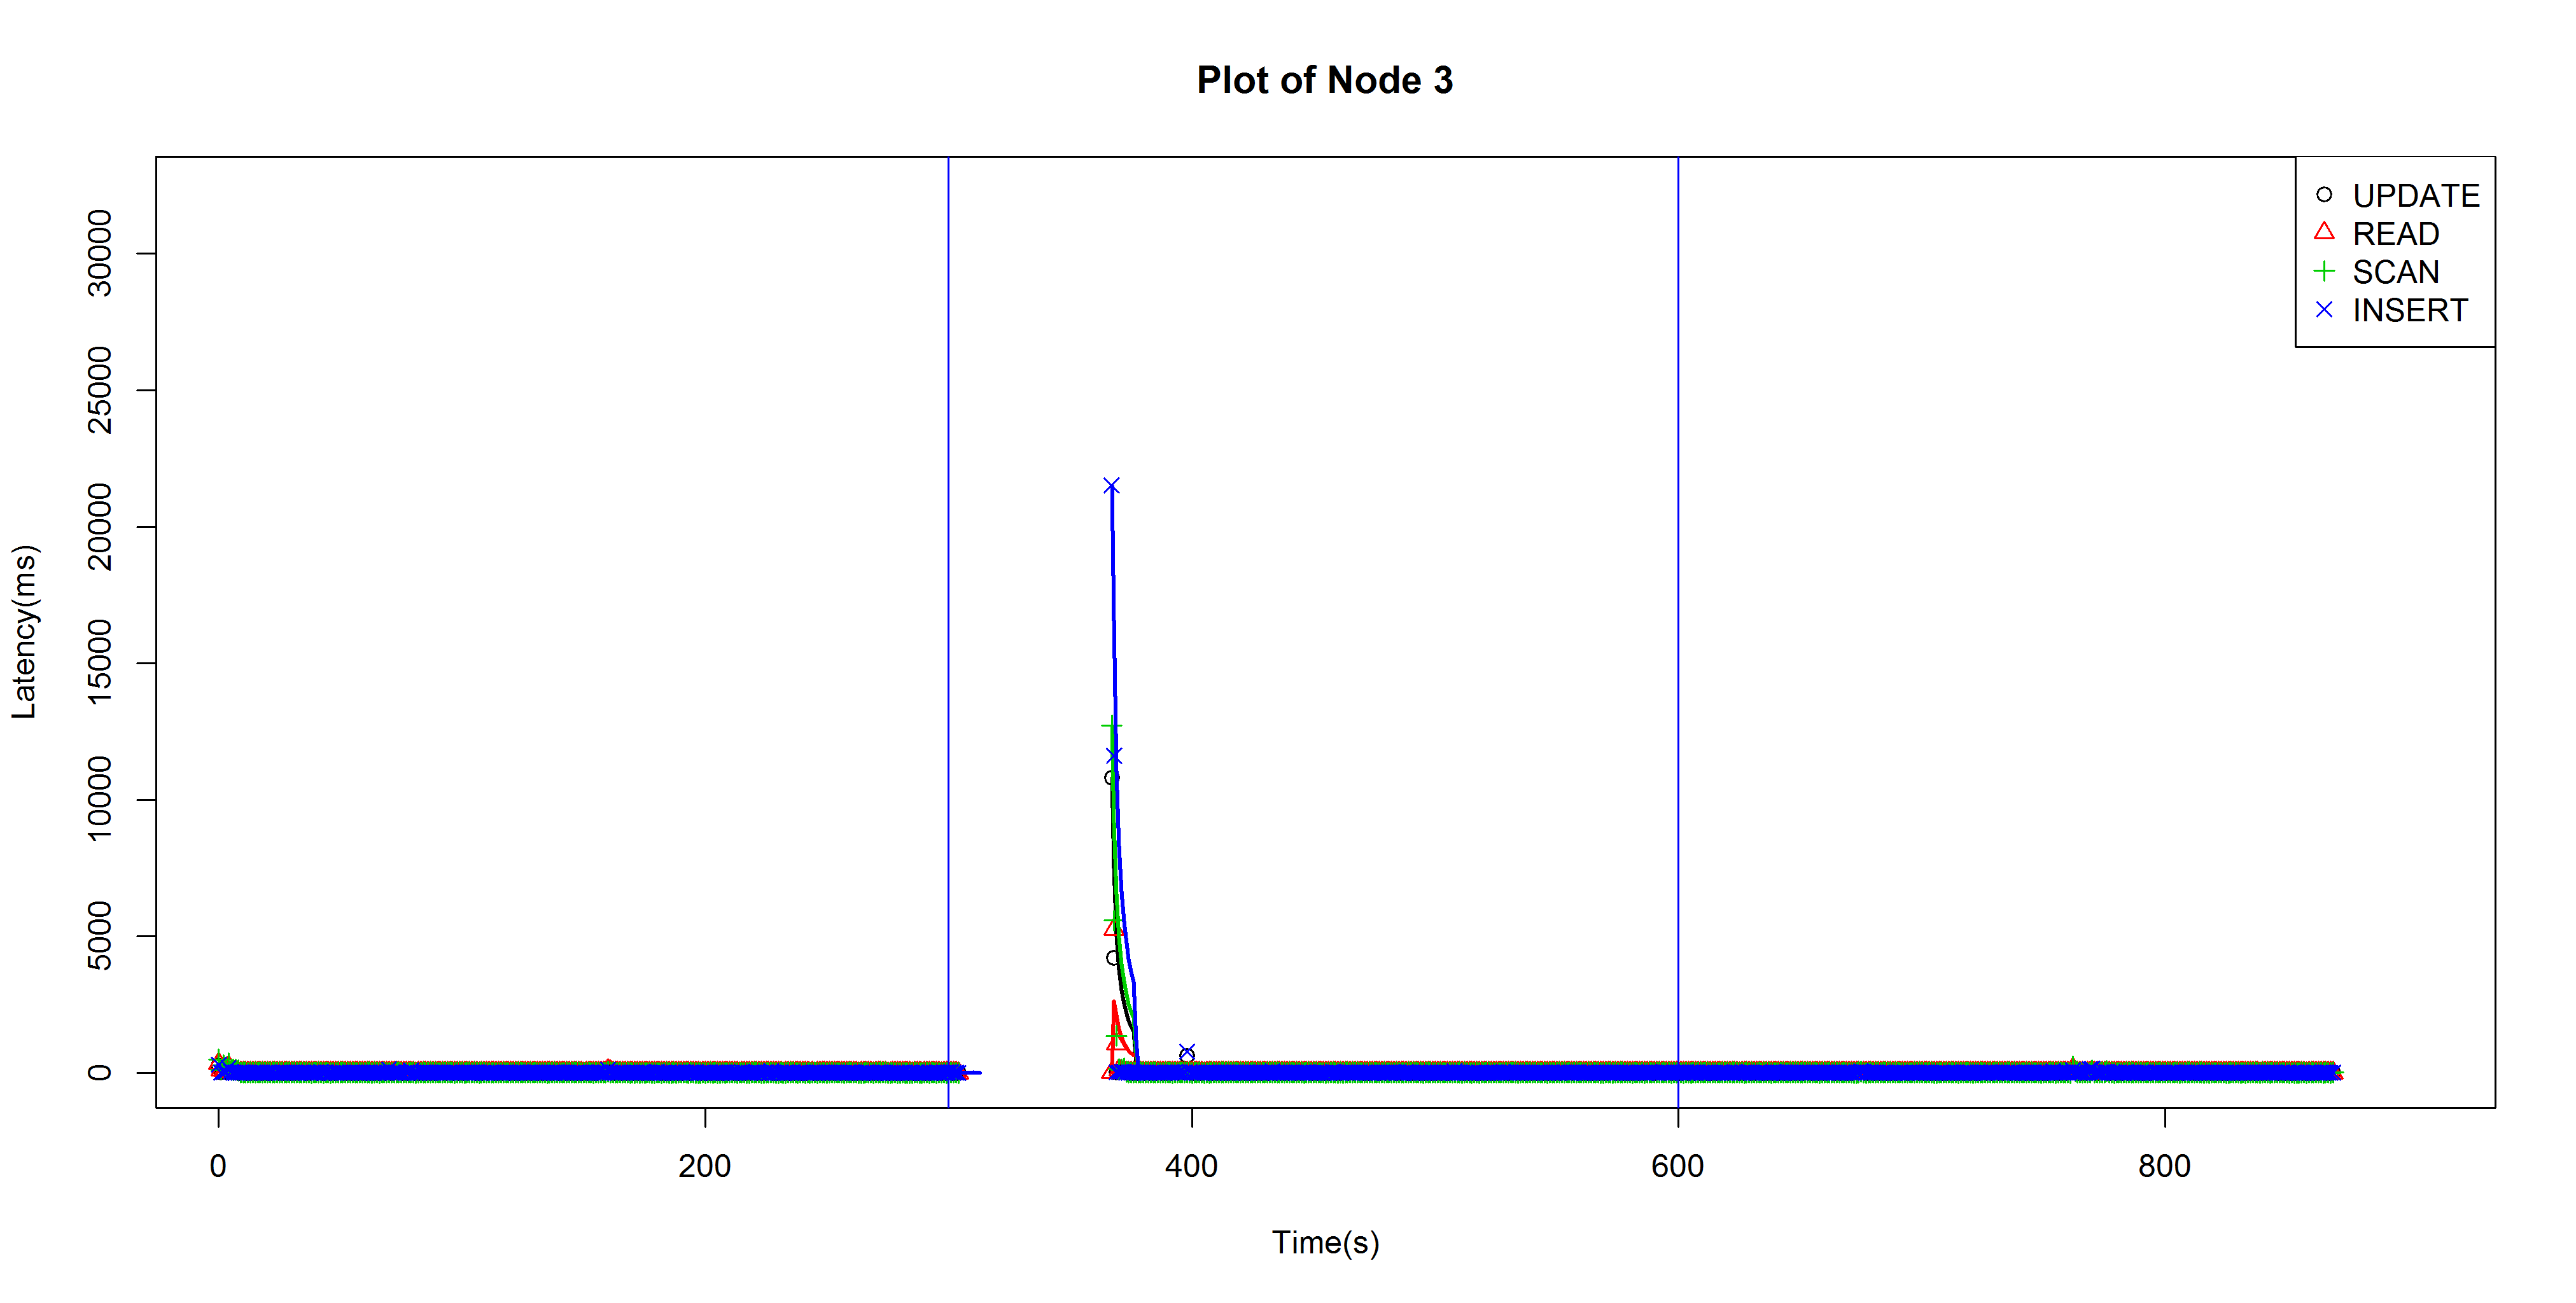 Plot of Node 3
UPDATE
READ
SCAN
INSERT
Latency(ms)
30000
25000
20000
15000
10000
5000
0
0 200 400 600 800
Time(s)